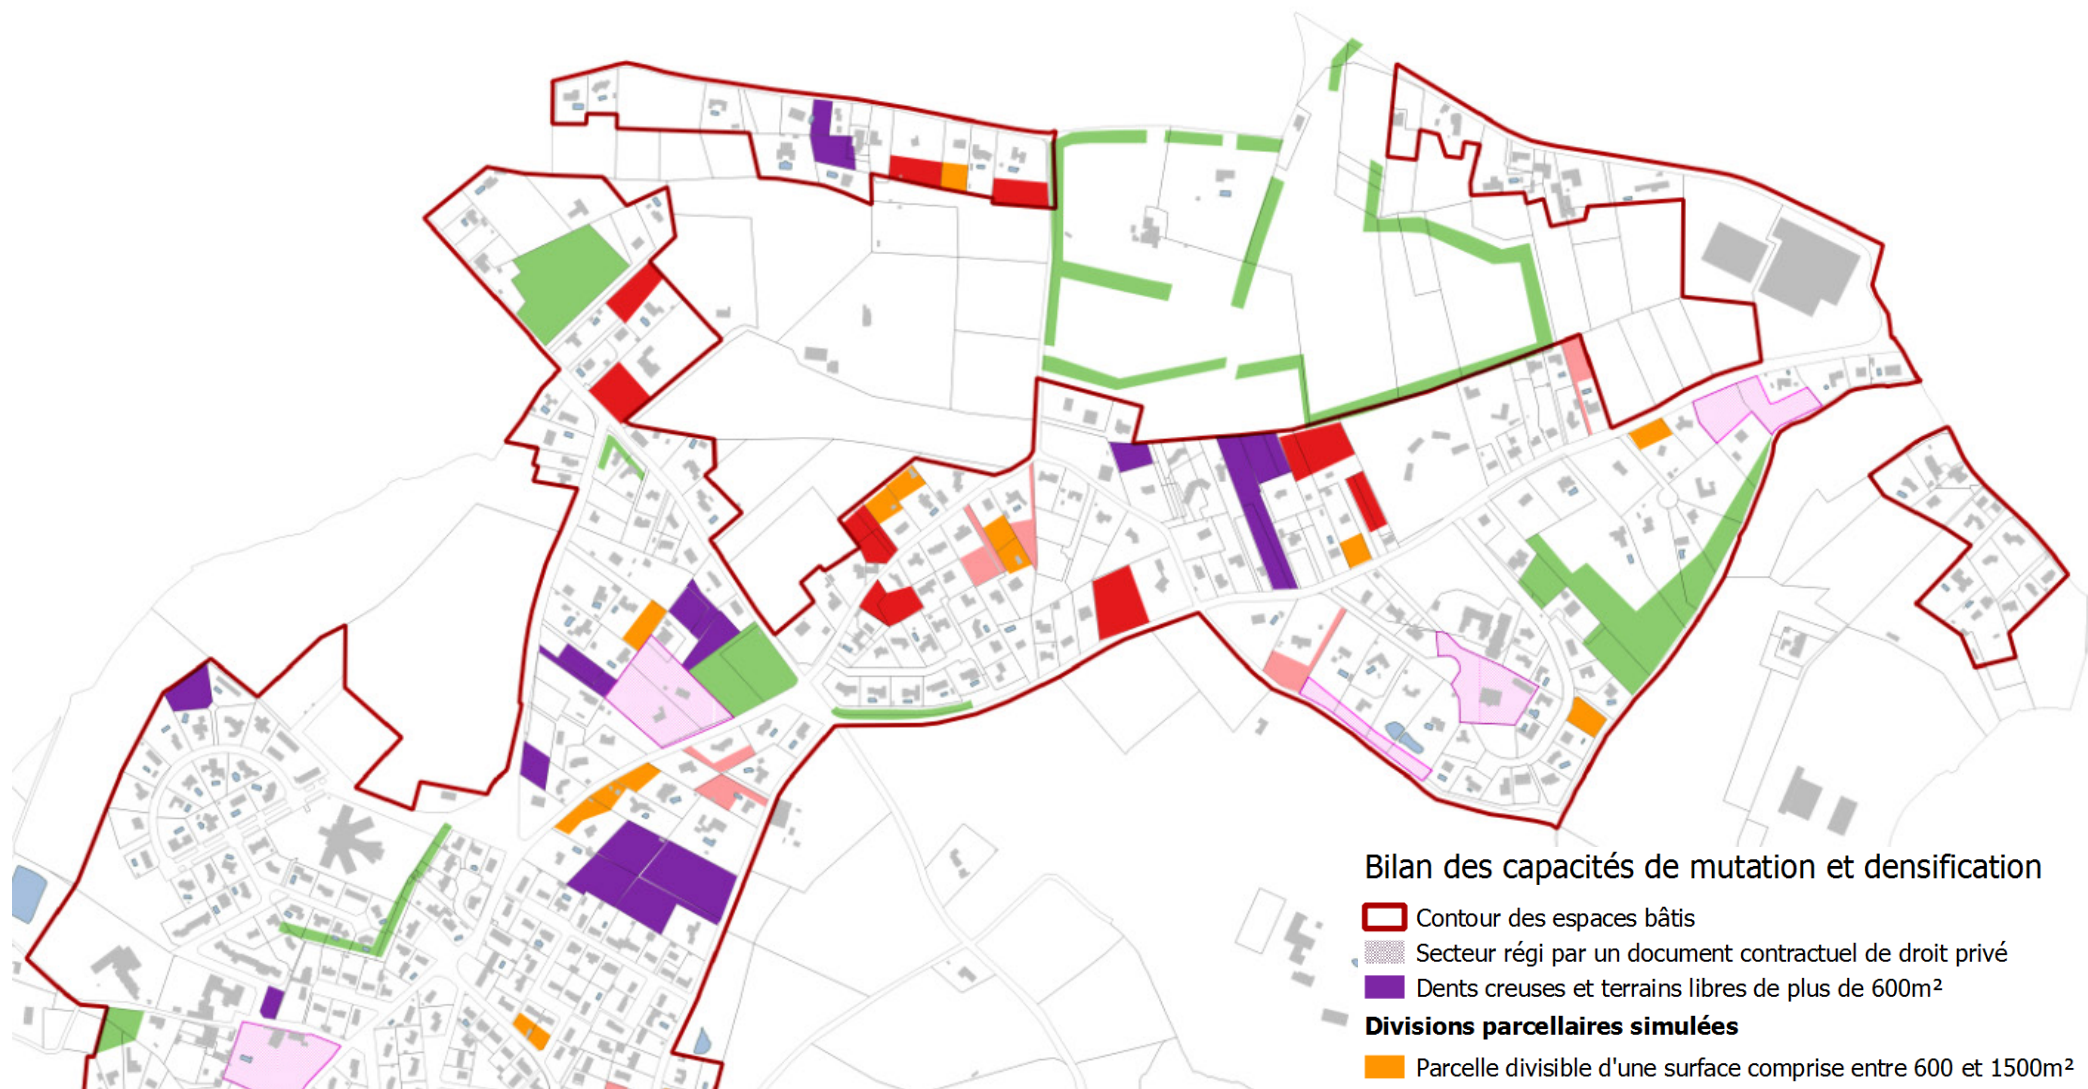 Bilan des capacités de mutation et densification
Contour des espaces bâtis
Secteur régi par un document contractuel de droit privé
Dents creuses et terrains libres de plus de 600m²
Divisions parcellaires simulées
Parcelle divisible d'une surface comprise entre 600 et 1500m²